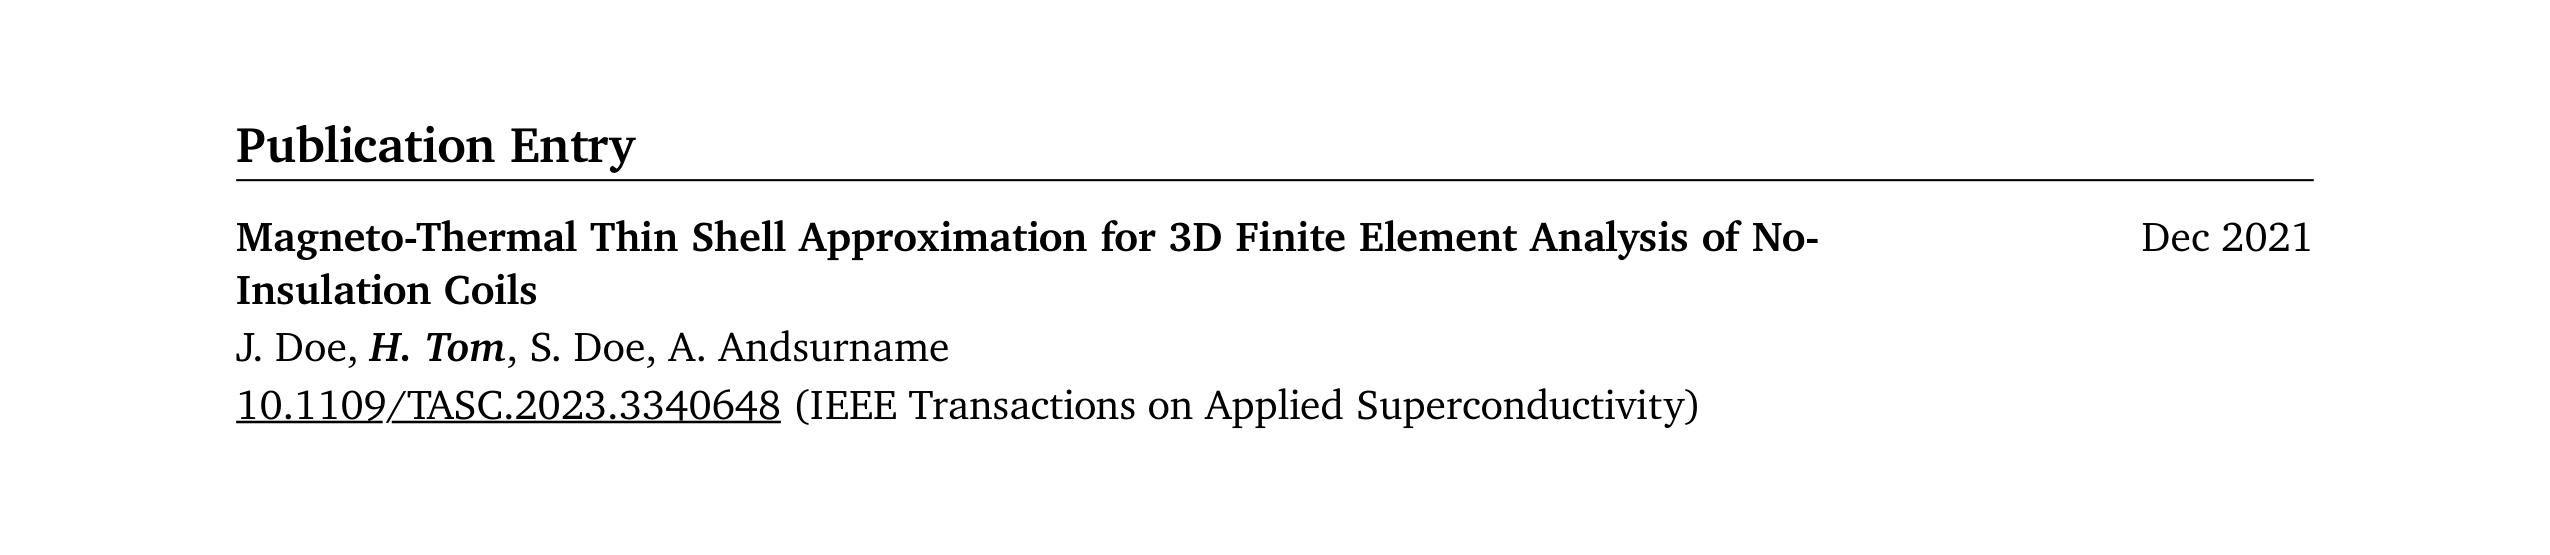 Publication Entry
Magneto-Thermal Thin Shell Approximation for 3D Finite Element Analysis of No- Dec 2021
Insulation Coils
J. Doe, H. Tom, S. Doe, A. Andsurname
10.1109/TASC.2023.3340648 (IEEE Transactions on Applied Superconductivity)